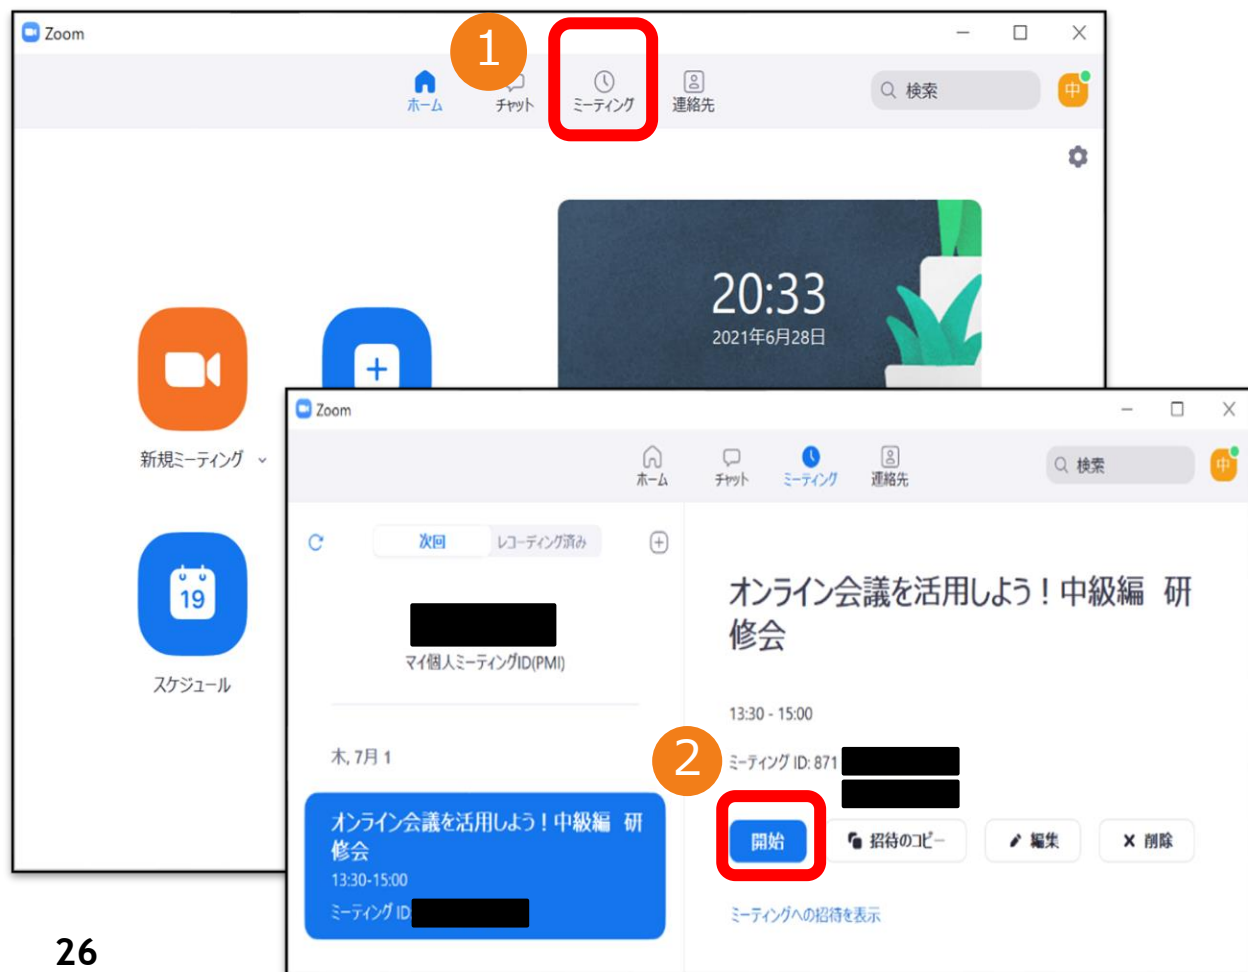 Zoom
1
ホーム
チャット
ミーティング
連絡先
検索
中
20:33
2021年6月28日
新規ミーティング
19
スケジュール
Zoom
ホーム
チャット
ミーティング
連絡先
検索
中
次回
レコーディング済み
マイ個人ミーティングID(PMI)
木, 7月 1
オンライン会議を活用しよう！中級編 研
修会
13:30-15:00
ミーティング ID:
オンライン会議を活用しよう！中級編 研
修会
13:30 - 15:00
2
ミーティング ID: 871
開始
招待のコピー
編集
削除
ミーティングへの招待を表示
26